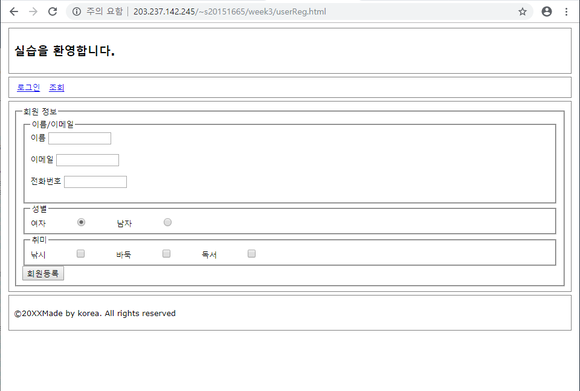 주의 요함 203.237.142.245/~s20151665/week3/userReg.html
실습을 환영합니다.
로그인 조회
회원 정보
이름/이메일
이름
이메일
전화번호
성별
여자 남자
취미
낚시 바둑 독서
회원등록
©20XXMade by korea. All rights reserved